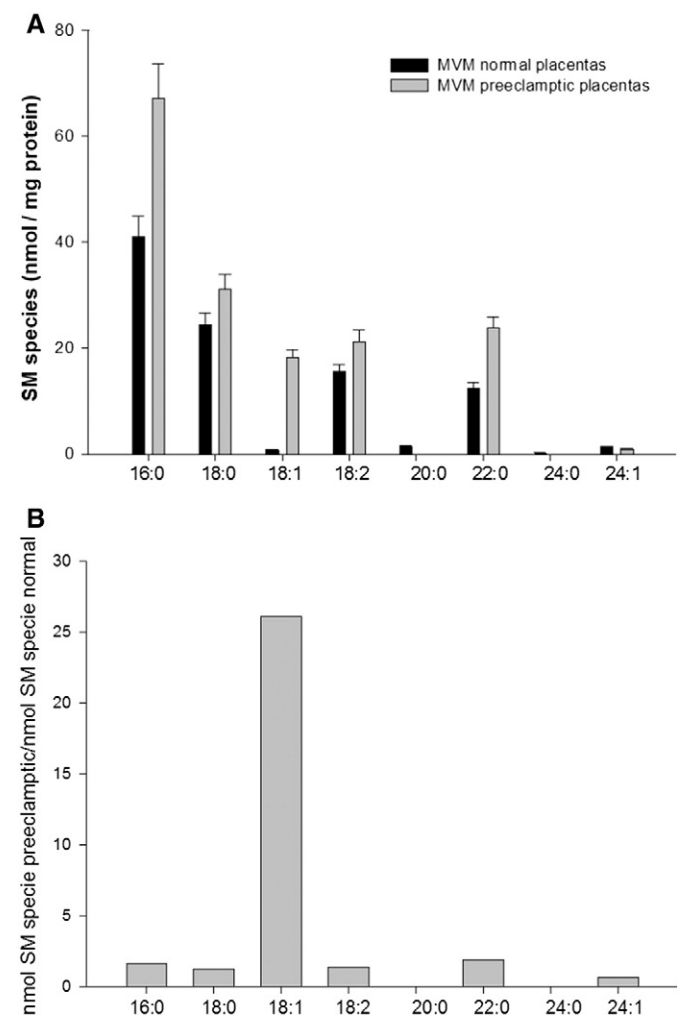 A
80
MVM normal placentas
MVM preeclamptic placentas
60
40
20
0
SM species (nmol / mg protein)
16:0 18:0 18:1 18:2 20:0 22:0 24:0 24:1
B
30
25
20
15
10
5
0
nmol SM specie preeclamptic/nmol SM specie normal
16:0 18:0 18:1 18:2 20:0 22:0 24:0 24:1